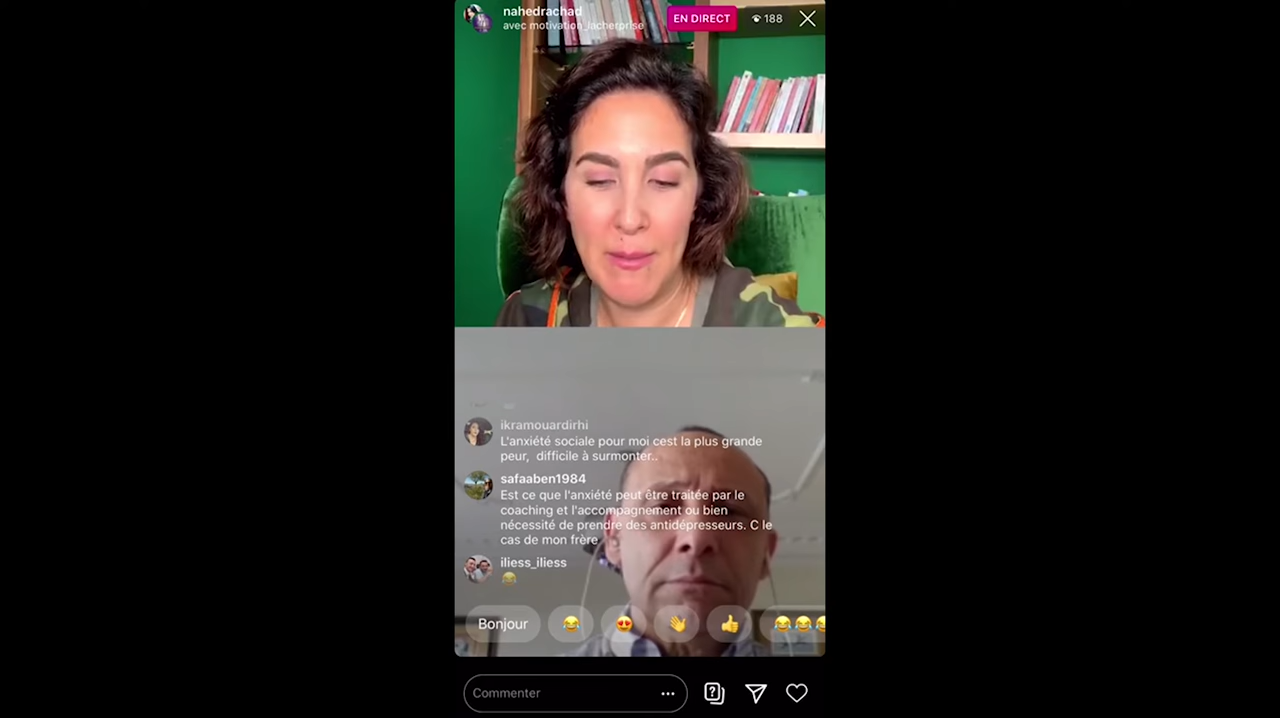 nahedrachad
avec motivation_lacherprise
EN DIRECT
188
ikramouardirhi
L'anxiété sociale pour moi cest la plus grande
peur, difficile à surmonter..
safaaben1984
Est ce que l'anxiété peut être traitée par le
coaching et l'accompagnement ou bien
nécessité de prendre des antidépresseurs. C le
cas de mon frère
iliess_iliess
😂
Bonjour 😂 😍 👋 👍 😂😂😂
Commenter